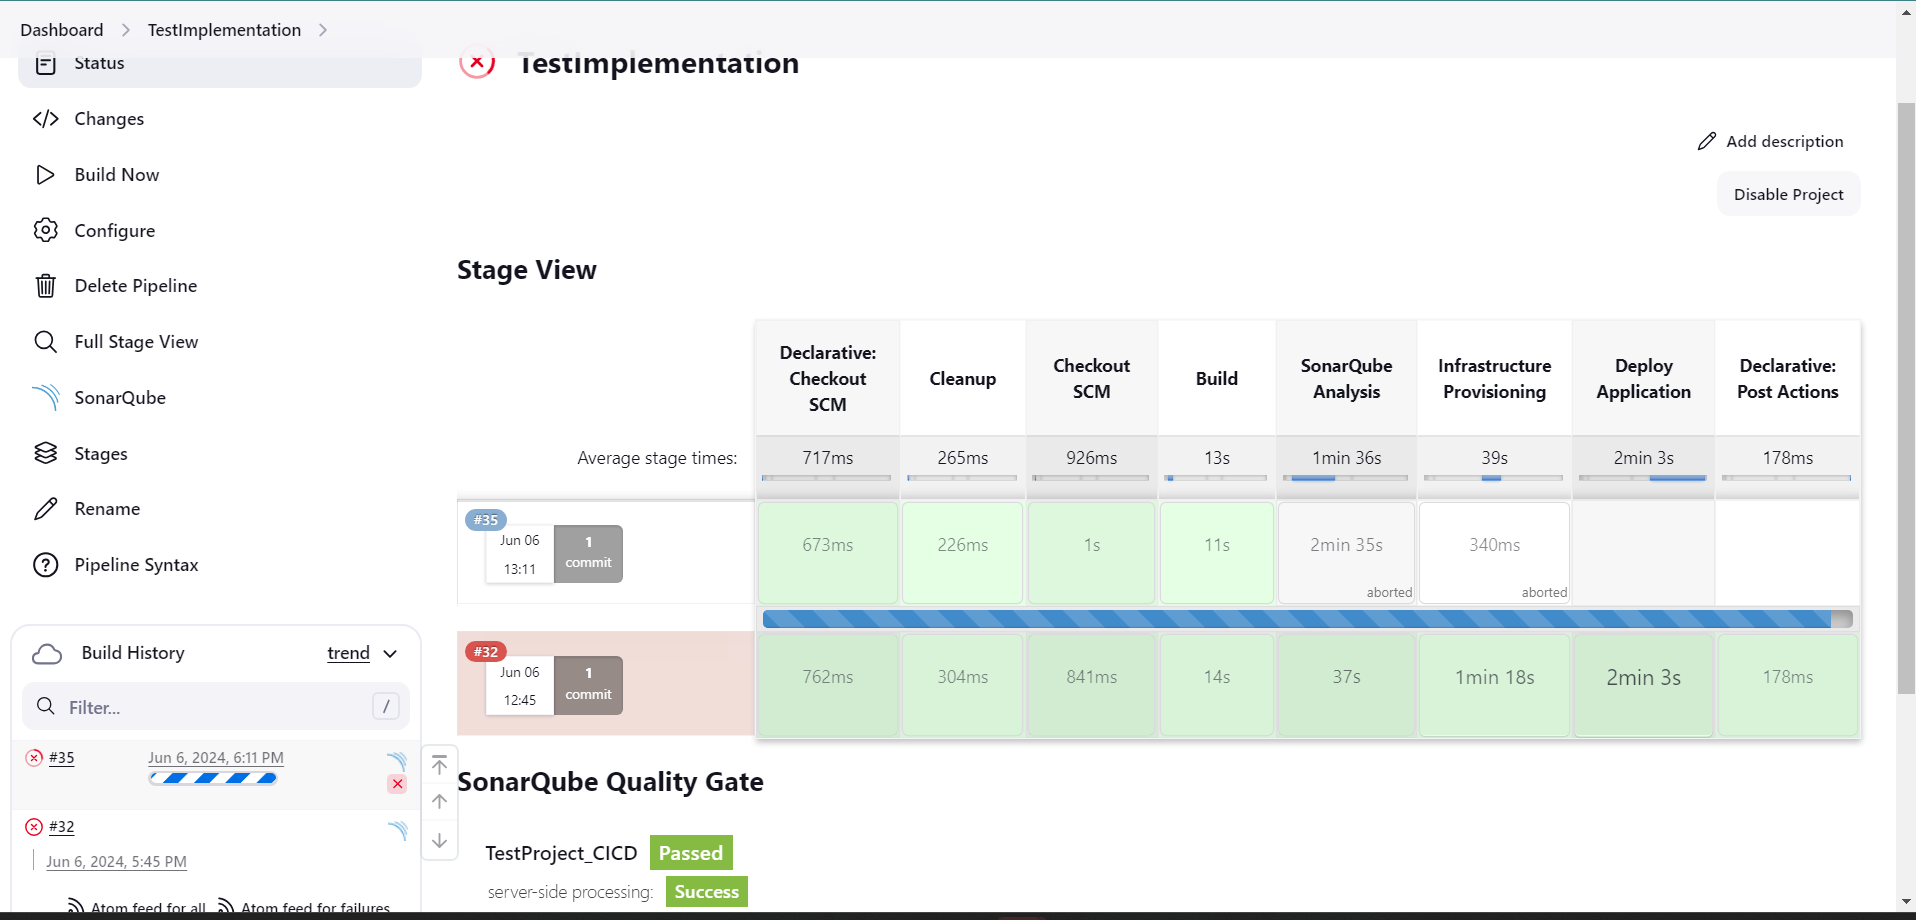 Dashboard
TestImplementation
Status
Changes
Build Now
Configure
Delete Pipeline
Full Stage View
SonarQube
Stages
Rename
Pipeline Syntax
Build History
trend
Filter...
/
#35
Jun 6, 2024, 6:11 PM
#32
Jun 6, 2024, 5:45 PM
Atom feed for all
Atom feed for failures
TestImplementation
Add description
Disable Project
Stage View
Declarative:
Checkout
SCM
Cleanup
Checkout
SCM
Build
SonarQube
Analysis
Infrastructure
Provisioning
Deploy
Application
Declarative:
Post Actions
Average stage times:
717ms
265ms
926ms
13s
1min 36s
39s
2min 3s
178ms
#35
Jun 06
13:11
1
commit
673ms
226ms
1s
11s
2min 35s
aborted
340ms
aborted
#32
Jun 06
12:45
1
commit
762ms
304ms
841ms
14s
37s
1min 18s
2min 3s
178ms
SonarQube Quality Gate
TestProject_CICD
Passed
server-side processing:
Success